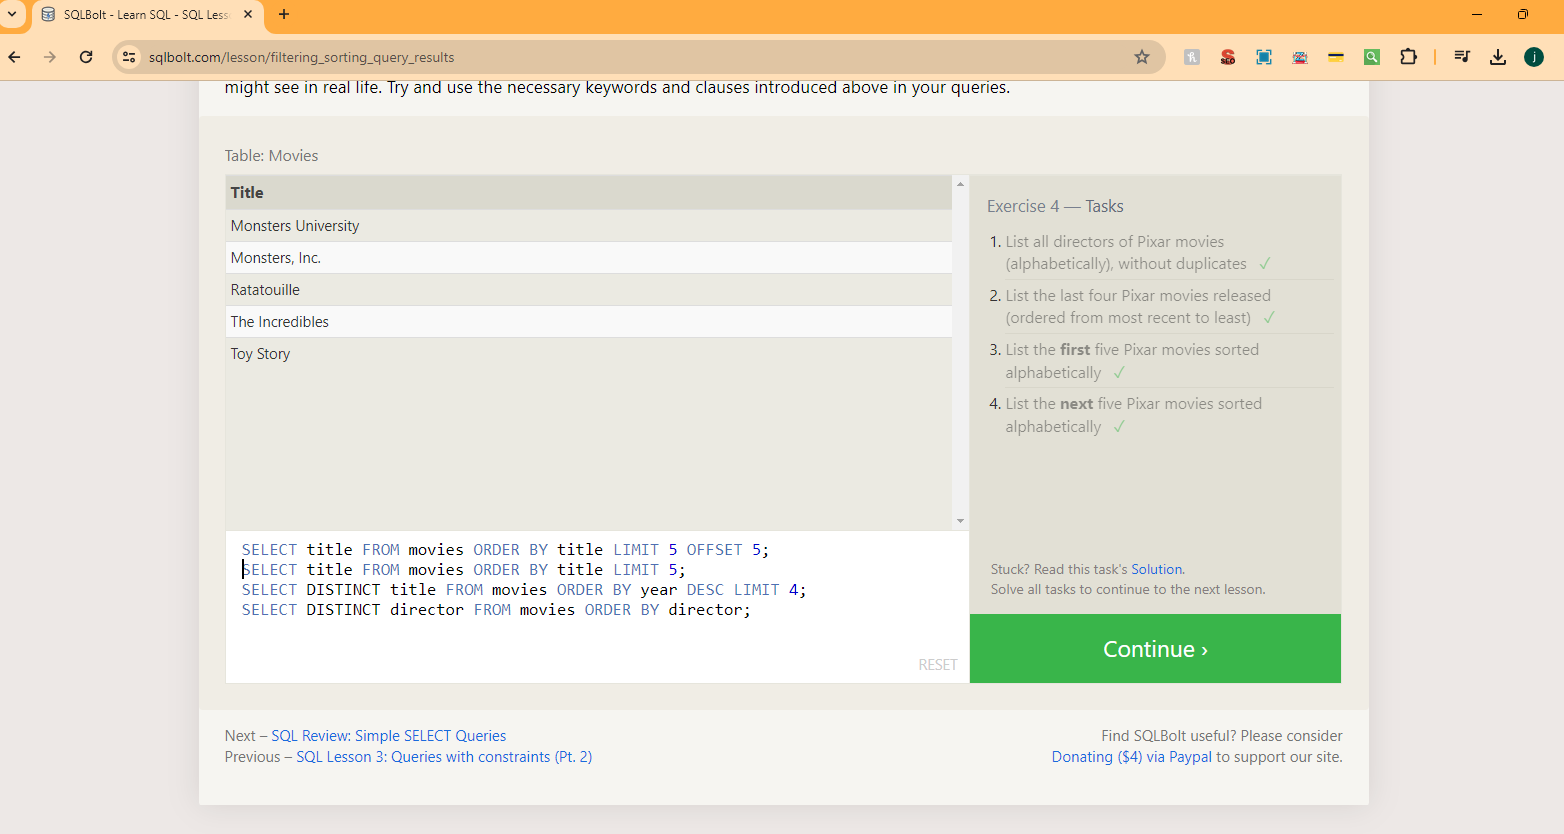 SQLBolt - Learn SQL - SQL Less
sqlbolt.com/lesson/filtering_sorting_query_results
SEO
j
might see in real life. Try and use the necessary keywords and clauses introduced above in your queries.
Table: Movies
Title
Monsters University
Monsters, Inc.
Ratatouille
The Incredibles
Toy Story
SELECT title FROM movies ORDER BY title LIMIT 5 OFFSET 5;
SELECT title FROM movies ORDER BY title LIMIT 5;
SELECT DISTINCT title FROM movies ORDER BY year DESC LIMIT 4;
SELECT DISTINCT director FROM movies ORDER BY director;
RESET
Exercise 4 — Tasks
1. List all directors of Pixar movies
(alphabetically), without duplicates ✓
2. List the last four Pixar movies released
(ordered from most recent to least) ✓
3. List the first five Pixar movies sorted
alphabetically ✓
4. List the next five Pixar movies sorted
alphabetically ✓
Stuck? Read this task's Solution.
Solve all tasks to continue to the next lesson.
Continue ›
Next – SQL Review: Simple SELECT Queries
Previous – SQL Lesson 3: Queries with constraints (Pt. 2)
Find SQLBolt useful? Please consider
Donating ($4) via Paypal to support our site.